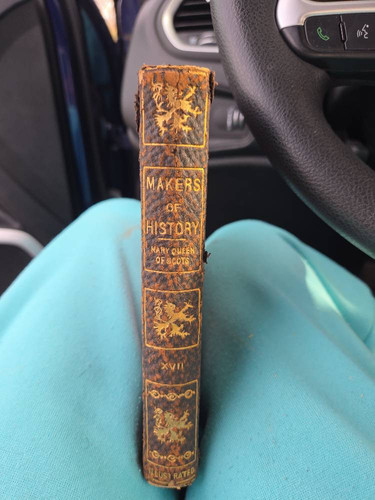 MAKERS
OF
HISTORY
MARY QUEEN
OF SCOTS
XVII
ILLUSTRATED